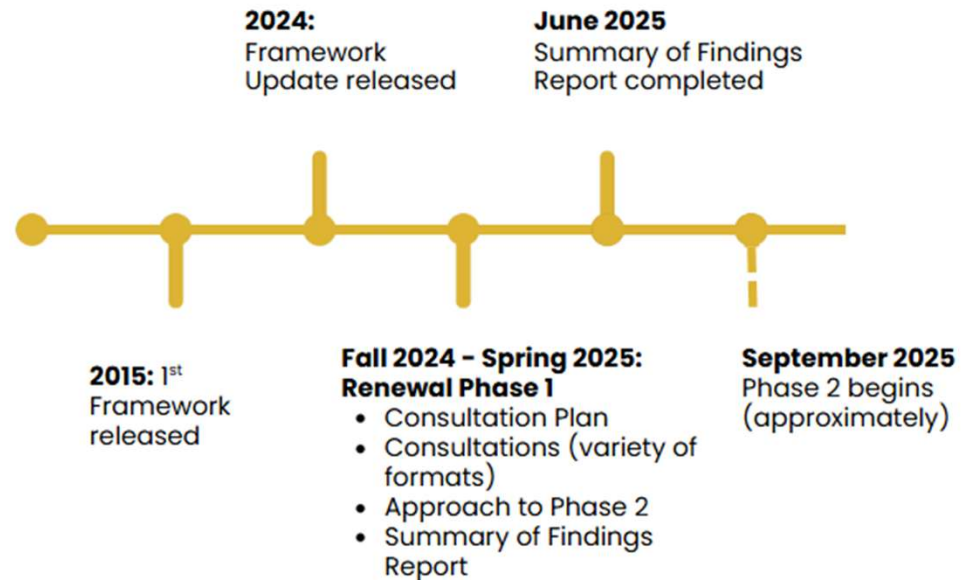 2024:
Framework
Update released
June 2025
Summary of Findings
Report completed
2015: 1st
Framework
released
Fall 2024 - Spring 2025:
Renewal Phase 1
• Consultation Plan
• Consultations (variety of
formats)
• Approach to Phase 2
• Summary of Findings
Report
September 2025
Phase 2 begins
(approximately)